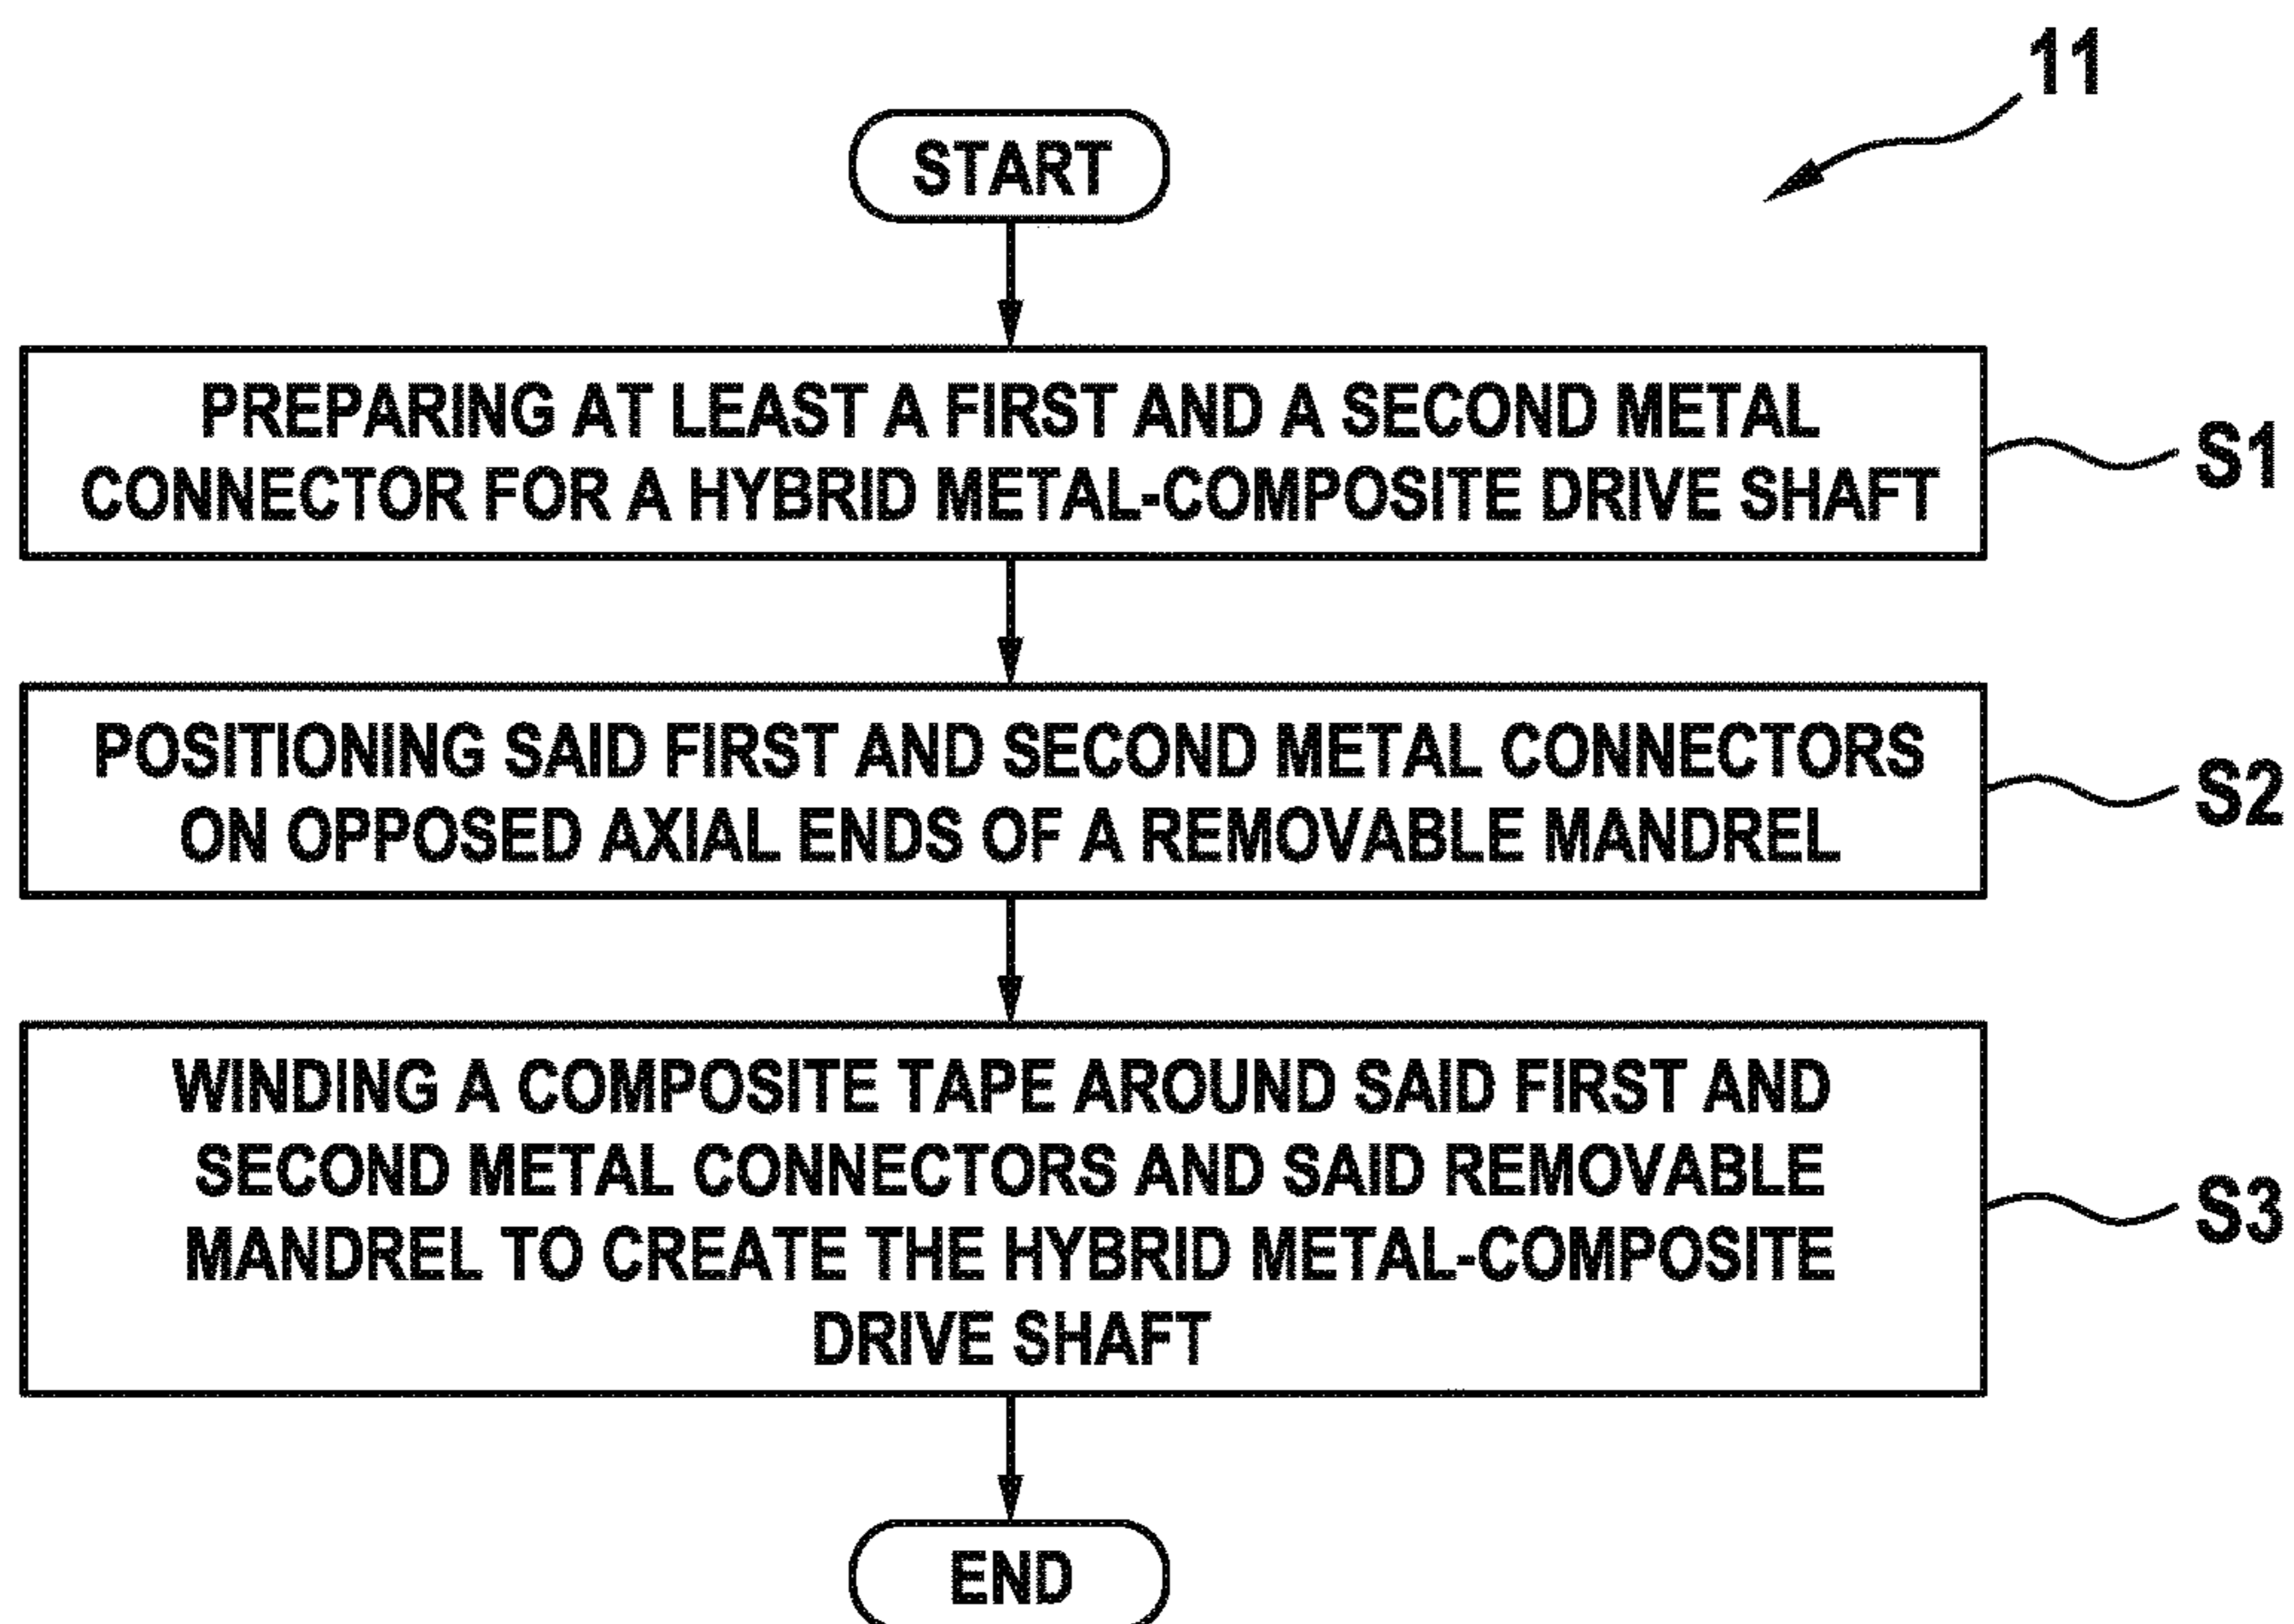 11
START
PREPARING AT LEAST A FIRST AND A SECOND METAL
CONNECTOR FOR A HYBRID METAL-COMPOSITE DRIVE SHAFT
S1
POSITIONING SAID FIRST AND SECOND METAL CONNECTORS
ON OPPOSED AXIAL ENDS OF A REMOVABLE MANDREL
S2
WINDING A COMPOSITE TAPE AROUND SAID FIRST AND
SECOND METAL CONNECTORS AND SAID REMOVABLE
MANDREL TO CREATE THE HYBRID METAL-COMPOSITE
DRIVE SHAFT
S3
END